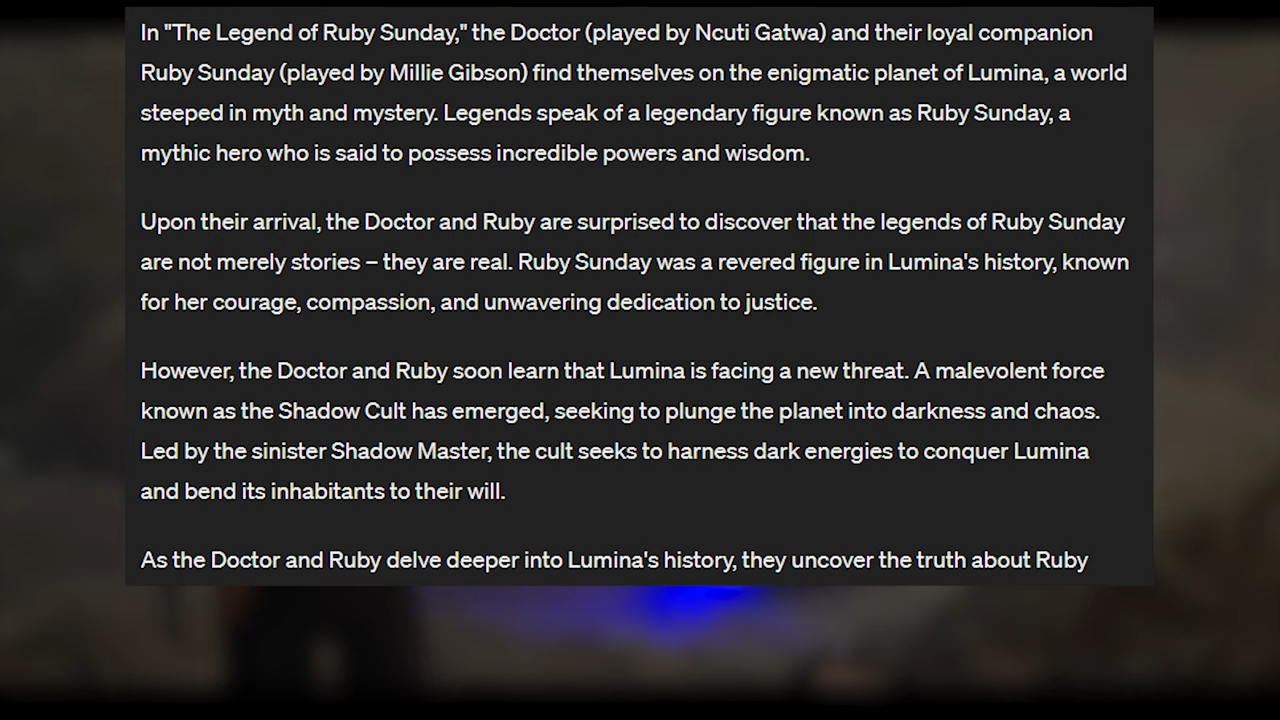 In "The Legend of Ruby Sunday," the Doctor (played by Ncuti Gatwa) and their loyal companion
Ruby Sunday (played by Millie Gibson) find themselves on the enigmatic planet of Lumina, a world
steeped in myth and mystery. Legends speak of a legendary figure known as Ruby Sunday, a
mythic hero who is said to possess incredible powers and wisdom.
Upon their arrival, the Doctor and Ruby are surprised to discover that the legends of Ruby Sunday
are not merely stories – they are real. Ruby Sunday was a revered figure in Lumina's history, known
for her courage, compassion, and unwavering dedication to justice.
However, the Doctor and Ruby soon learn that Lumina is facing a new threat. A malevolent force
known as the Shadow Cult has emerged, seeking to plunge the planet into darkness and chaos.
Led by the sinister Shadow Master, the cult seeks to harness dark energies to conquer Lumina
and bend its inhabitants to their will.
As the Doctor and Ruby delve deeper into Lumina's history, they uncover the truth about Ruby